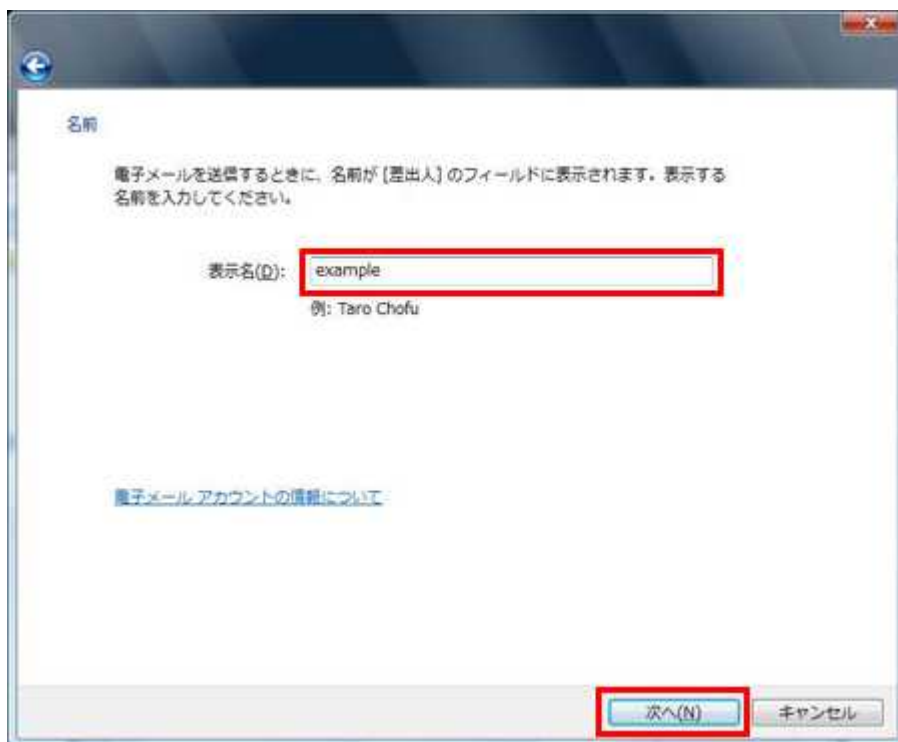 名前
電子メールを送信するときに、名前が [差出人] のフィールドに表示されます。表示する
名前を入力してください。
表示名(D): example
例: Taro Chofu
電子メール アカウントの情報について
次へ(N) キャンセル